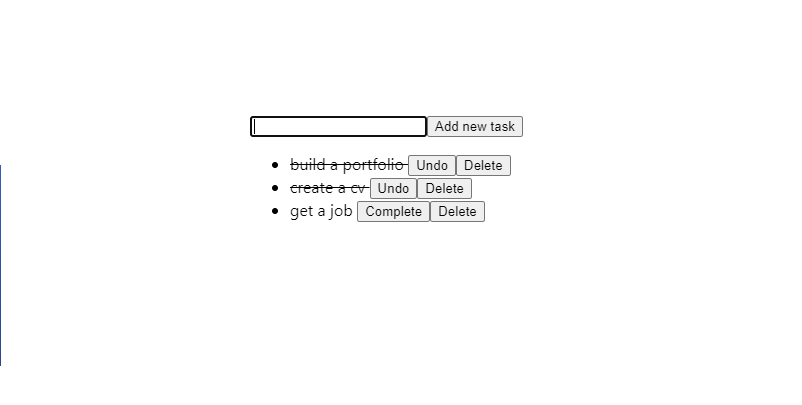 Add new task
build a portfolio Undo Delete
create a cv Undo Delete
get a job Complete Delete